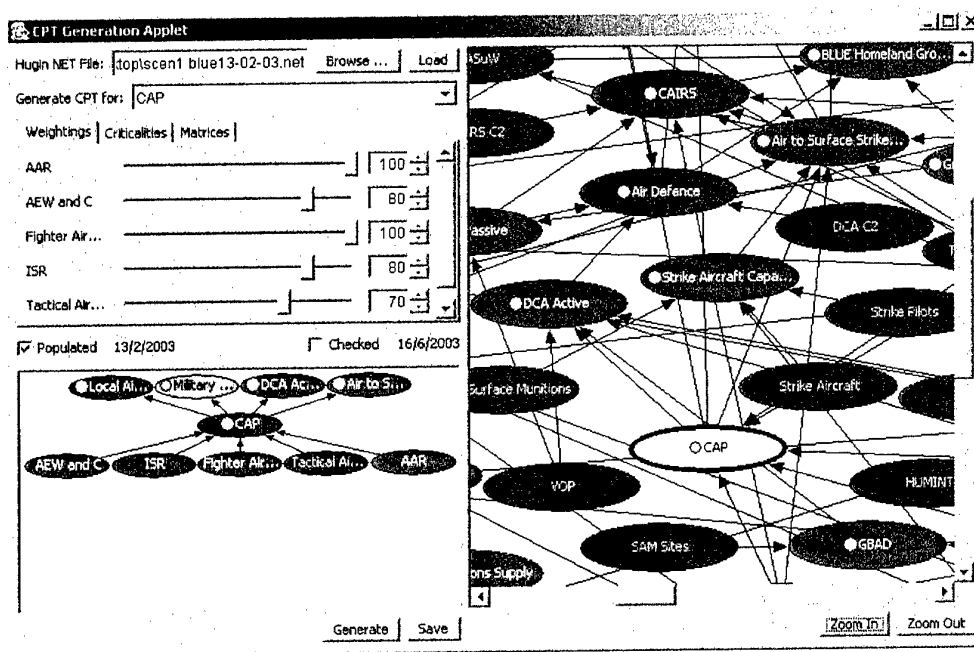 CPT Generation Applet
Hugin NET File: top\scen1 blue13-02-03.net Browse ... Load
Generate CPT for: CAP
Weightings Criticalities Matrices
AAR 100
AEW and C 80
Fighter Air... 100
ISR 80
Tactical Air... 70
Populated 13/2/2003 Checked 16/6/2003
Local Ai... Military ... DCA Acti... Air to S...
CAP
AEW and C ISR Fighter Air... Tactical Ai... AAR
Generate Save
ASuW BLUE Homeland Gro...
CAIRS
RS C2 Air to Surface Strike...
Air Defence
assive DCA C2
Strike Aircraft Capa...
DCA Active Strike Pilots
Surface Munitions Strike Aircraft
CAP
VOP HUMINT
SAM Sites GBAD
ons Supply
Zoom In Zoom Out